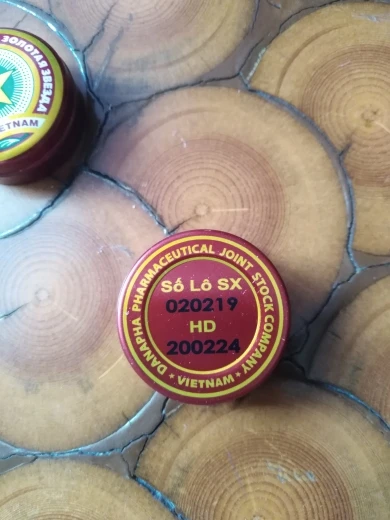 ЗОЛОТАЯ ЗВЕЗДА
VIETNAM
DANAPHA PHARMACEUTICAL JOINT STOCK COMPANY
Số Lô SX
020219
HD
200224
* VIETNAM *